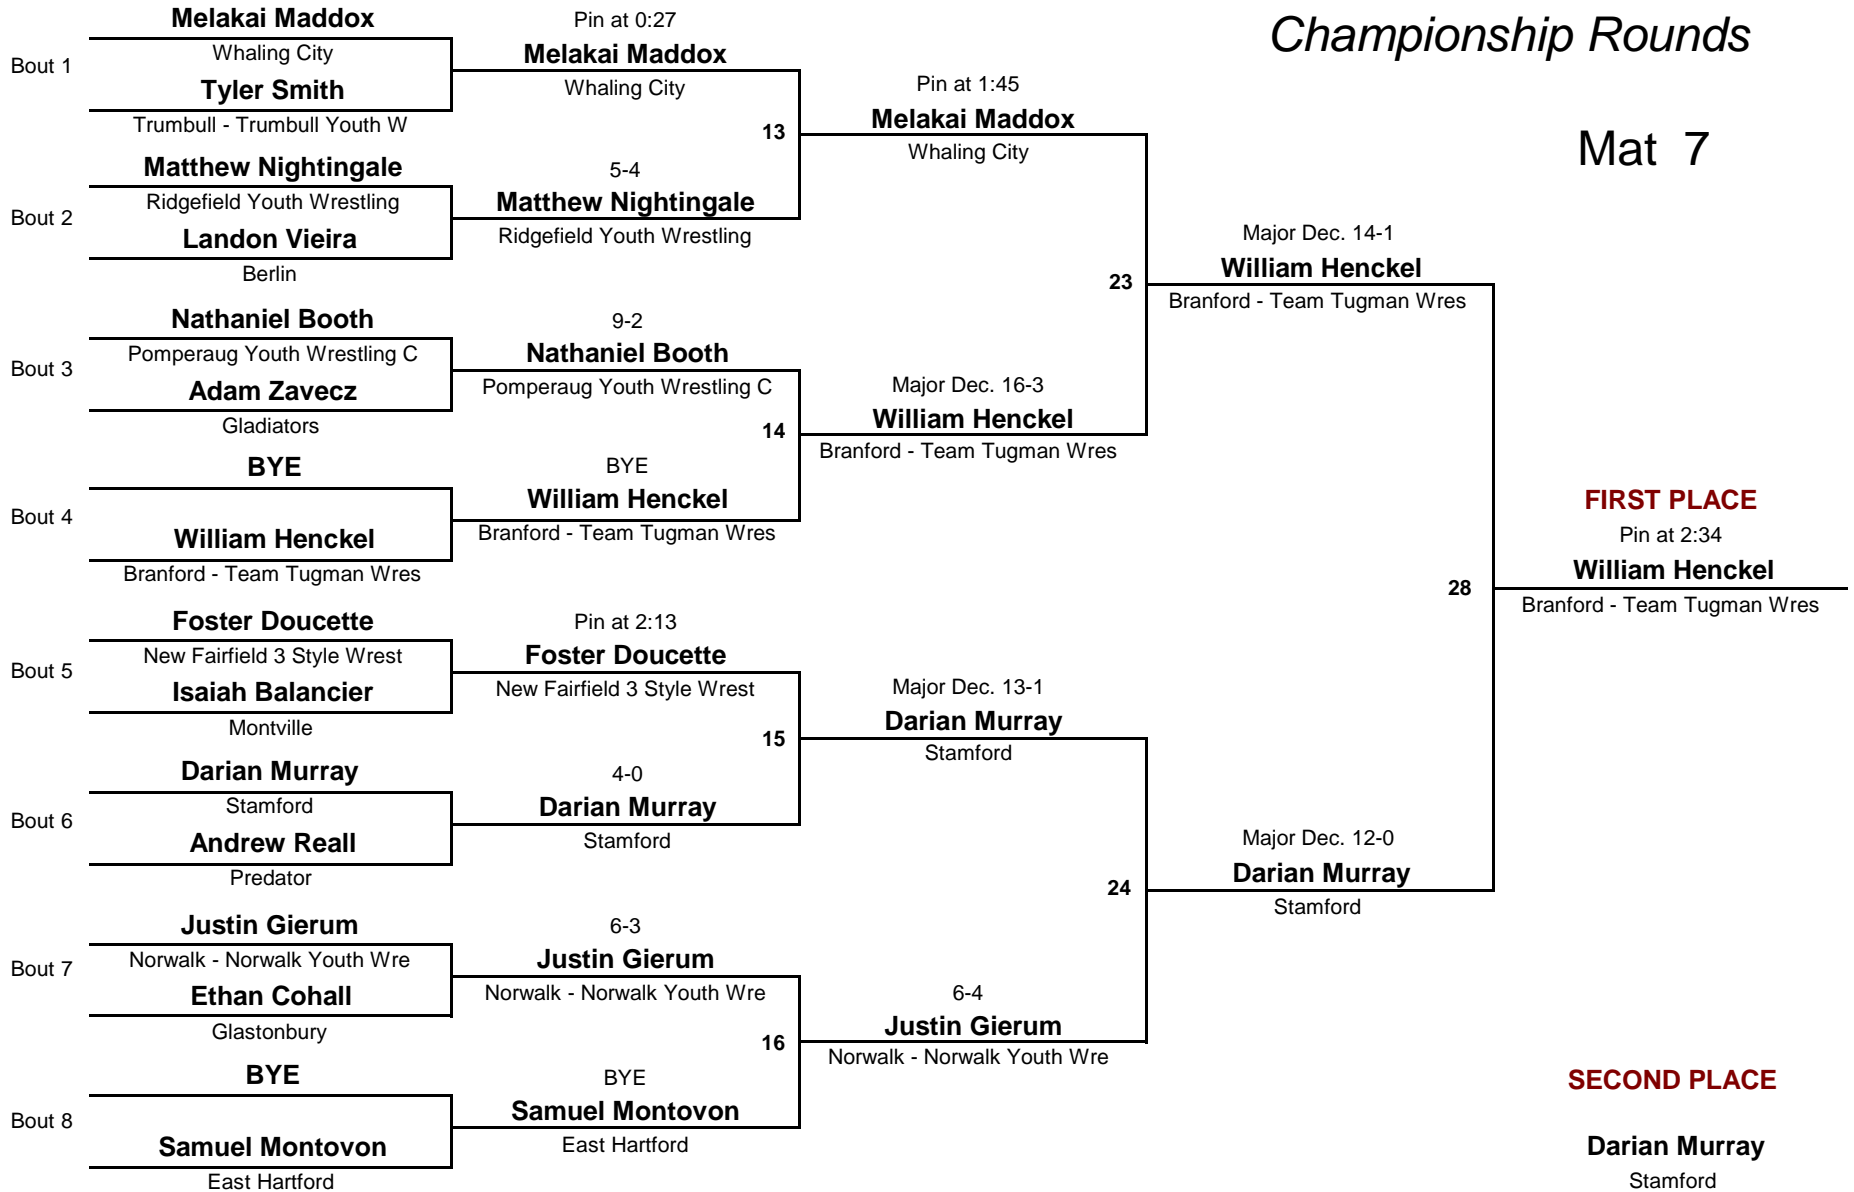 Championship Rounds
Mat 7
Bout 1
Melakai Maddox
Whaling City
Tyler Smith
Trumbull - Trumbull Youth W
Bout 2
Matthew Nightingale
Ridgefield Youth Wrestling
Landon Vieira
Berlin
Bout 3
Nathaniel Booth
Pomperaug Youth Wrestling C
Adam Zavecz
Gladiators
Bout 4
BYE
William Henckel
Branford - Team Tugman Wres
Bout 5
Foster Doucette
New Fairfield 3 Style Wrest
Isaiah Balancier
Montville
Bout 6
Darian Murray
Stamford
Andrew Reall
Predator
Bout 7
Justin Gierum
Norwalk - Norwalk Youth Wre
Ethan Cohall
Glastonbury
Bout 8
BYE
Samuel Montovon
East Hartford
Pin at 0:27
Melakai Maddox
Whaling City
13
5-4
Matthew Nightingale
Ridgefield Youth Wrestling
9-2
Nathaniel Booth
Pomperaug Youth Wrestling C
14
BYE
William Henckel
Branford - Team Tugman Wres
Pin at 2:13
Foster Doucette
New Fairfield 3 Style Wrest
15
4-0
Darian Murray
Stamford
6-3
Justin Gierum
Norwalk - Norwalk Youth Wre
16
BYE
Samuel Montovon
East Hartford
Pin at 1:45
Melakai Maddox
Whaling City
23
Major Dec. 16-3
William Henckel
Branford - Team Tugman Wres
Major Dec. 13-1
Darian Murray
Stamford
24
6-4
Justin Gierum
Norwalk - Norwalk Youth Wre
Major Dec. 14-1
William Henckel
Branford - Team Tugman Wres
28
Major Dec. 12-0
Darian Murray
Stamford
FIRST PLACE
Pin at 2:34
William Henckel
Branford - Team Tugman Wres
SECOND PLACE
Darian Murray
Stamford